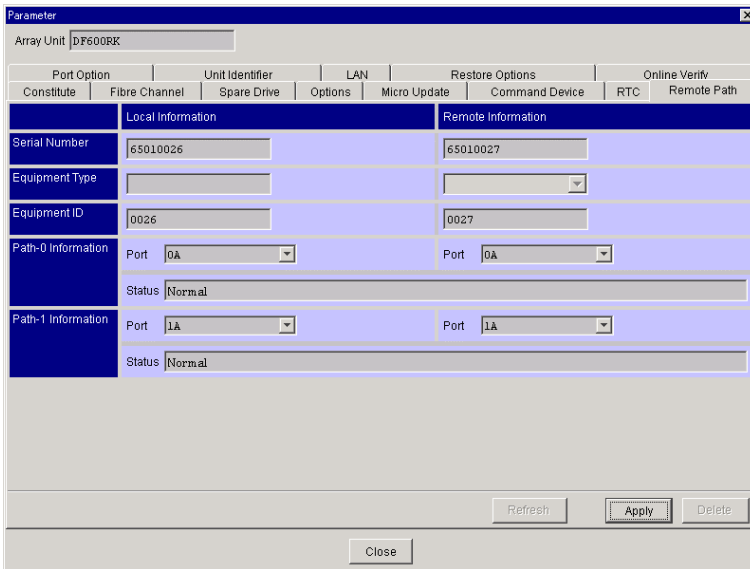 Parameter
Array Unit DF600RK
Port Option Unit Identifier LAN Restore Options Online Verify
Constitute Fibre Channel Spare Drive Options Micro Update Command Device RTC Remote Path
Local Information Remote Information
Serial Number 65010026 65010027
Equipment Type
Equipment ID 0026 0027
Path-0 Information Port 0A Port 0A
Status Normal
Path-1 Information Port 1A Port 1A
Status Normal
Refresh Apply Delete
Close